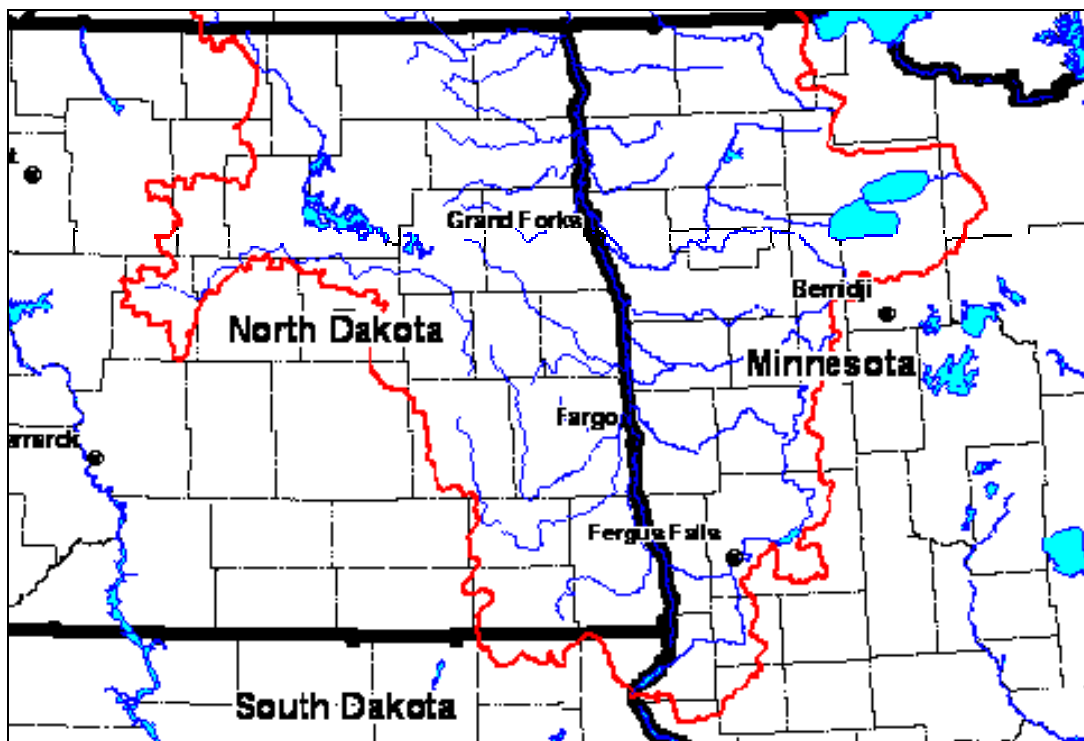 Grand Forks
Bemidji
North Dakota
Minnesota
Fargo
Fergus Falls
South Dakota